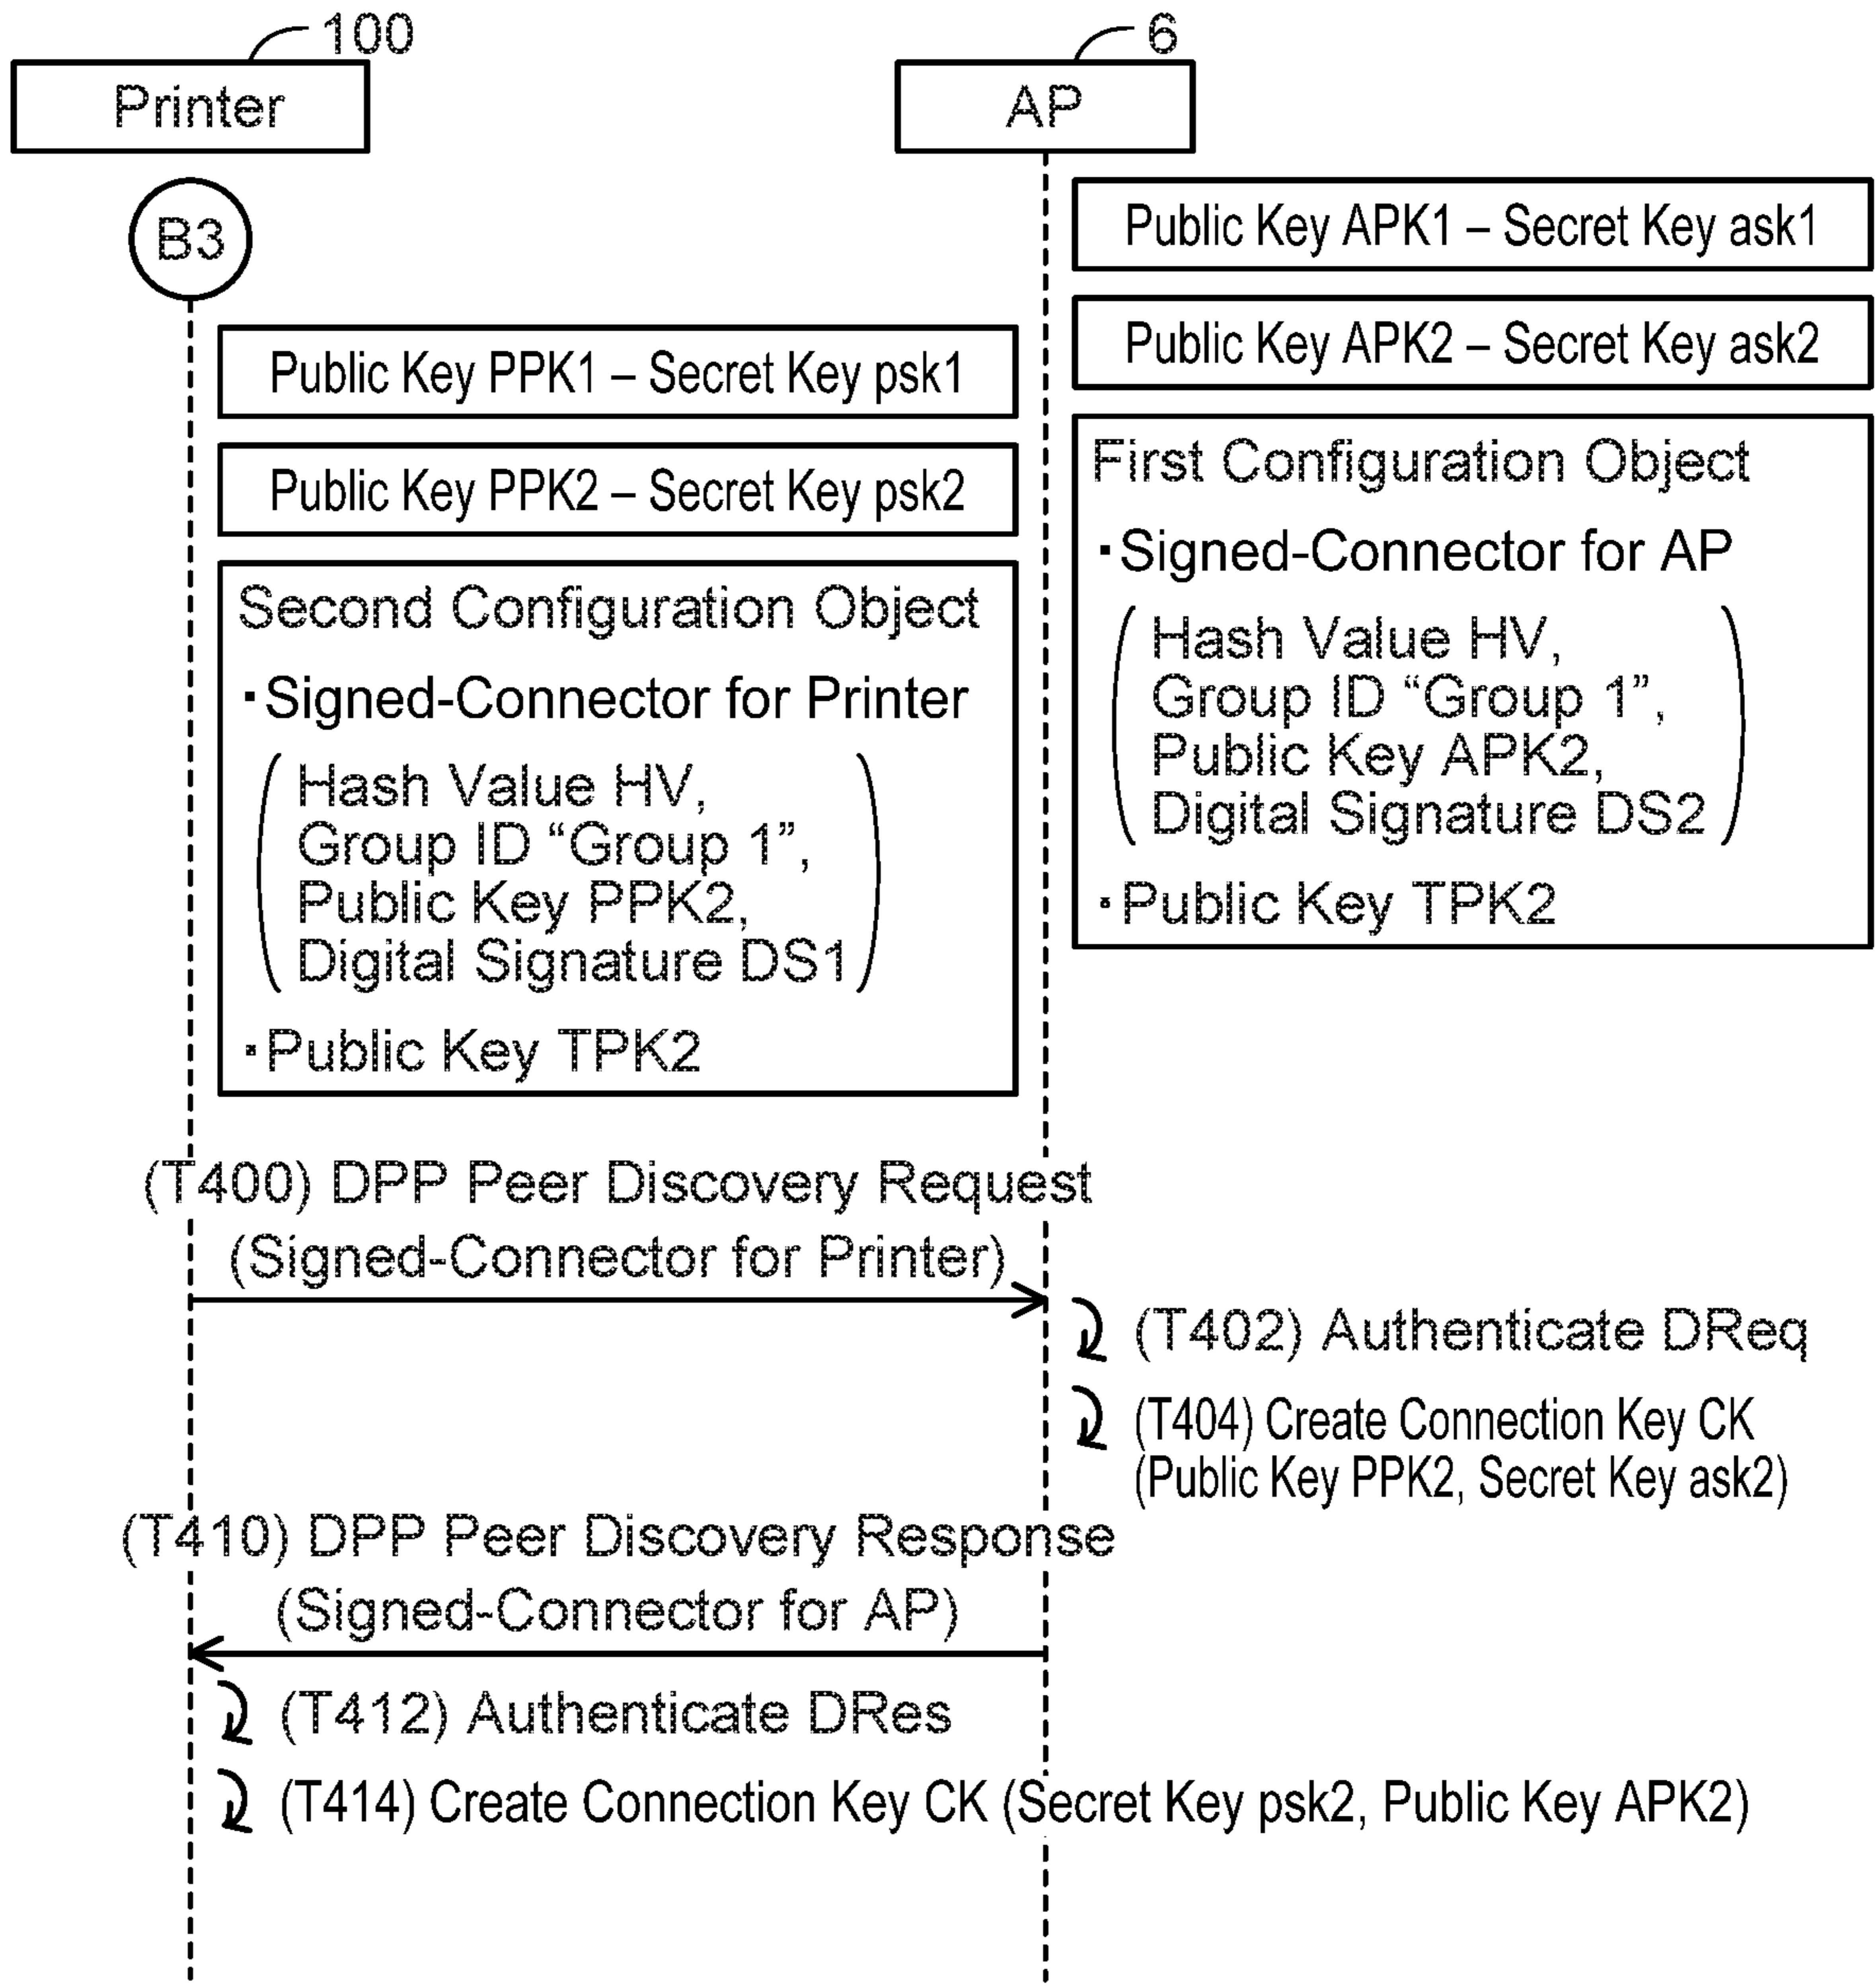 100
6
Printer
AP
B3
Public Key APK1 – Secret Key ask1
Public Key APK2 – Secret Key ask2
Public Key PPK1 – Secret Key psk1
Public Key PPK2 – Secret Key psk2
First Configuration Object
・Signed-Connector for AP
Hash Value HV,
Group ID “Group 1”,
Public Key APK2,
Digital Signature DS2
・Public Key TPK2
Second Configuration Object
・Signed-Connector for Printer
Hash Value HV,
Group ID “Group 1”,
Public Key PPK2,
Digital Signature DS1
・Public Key TPK2
(T400) DPP Peer Discovery Request
(Signed-Connector for Printer)
(T402) Authenticate DReq
(T404) Create Connection Key CK
(Public Key PPK2, Secret Key ask2)
(T410) DPP Peer Discovery Response
(Signed-Connector for AP)
(T412) Authenticate DRes
(T414) Create Connection Key CK (Secret Key psk2, Public Key APK2)